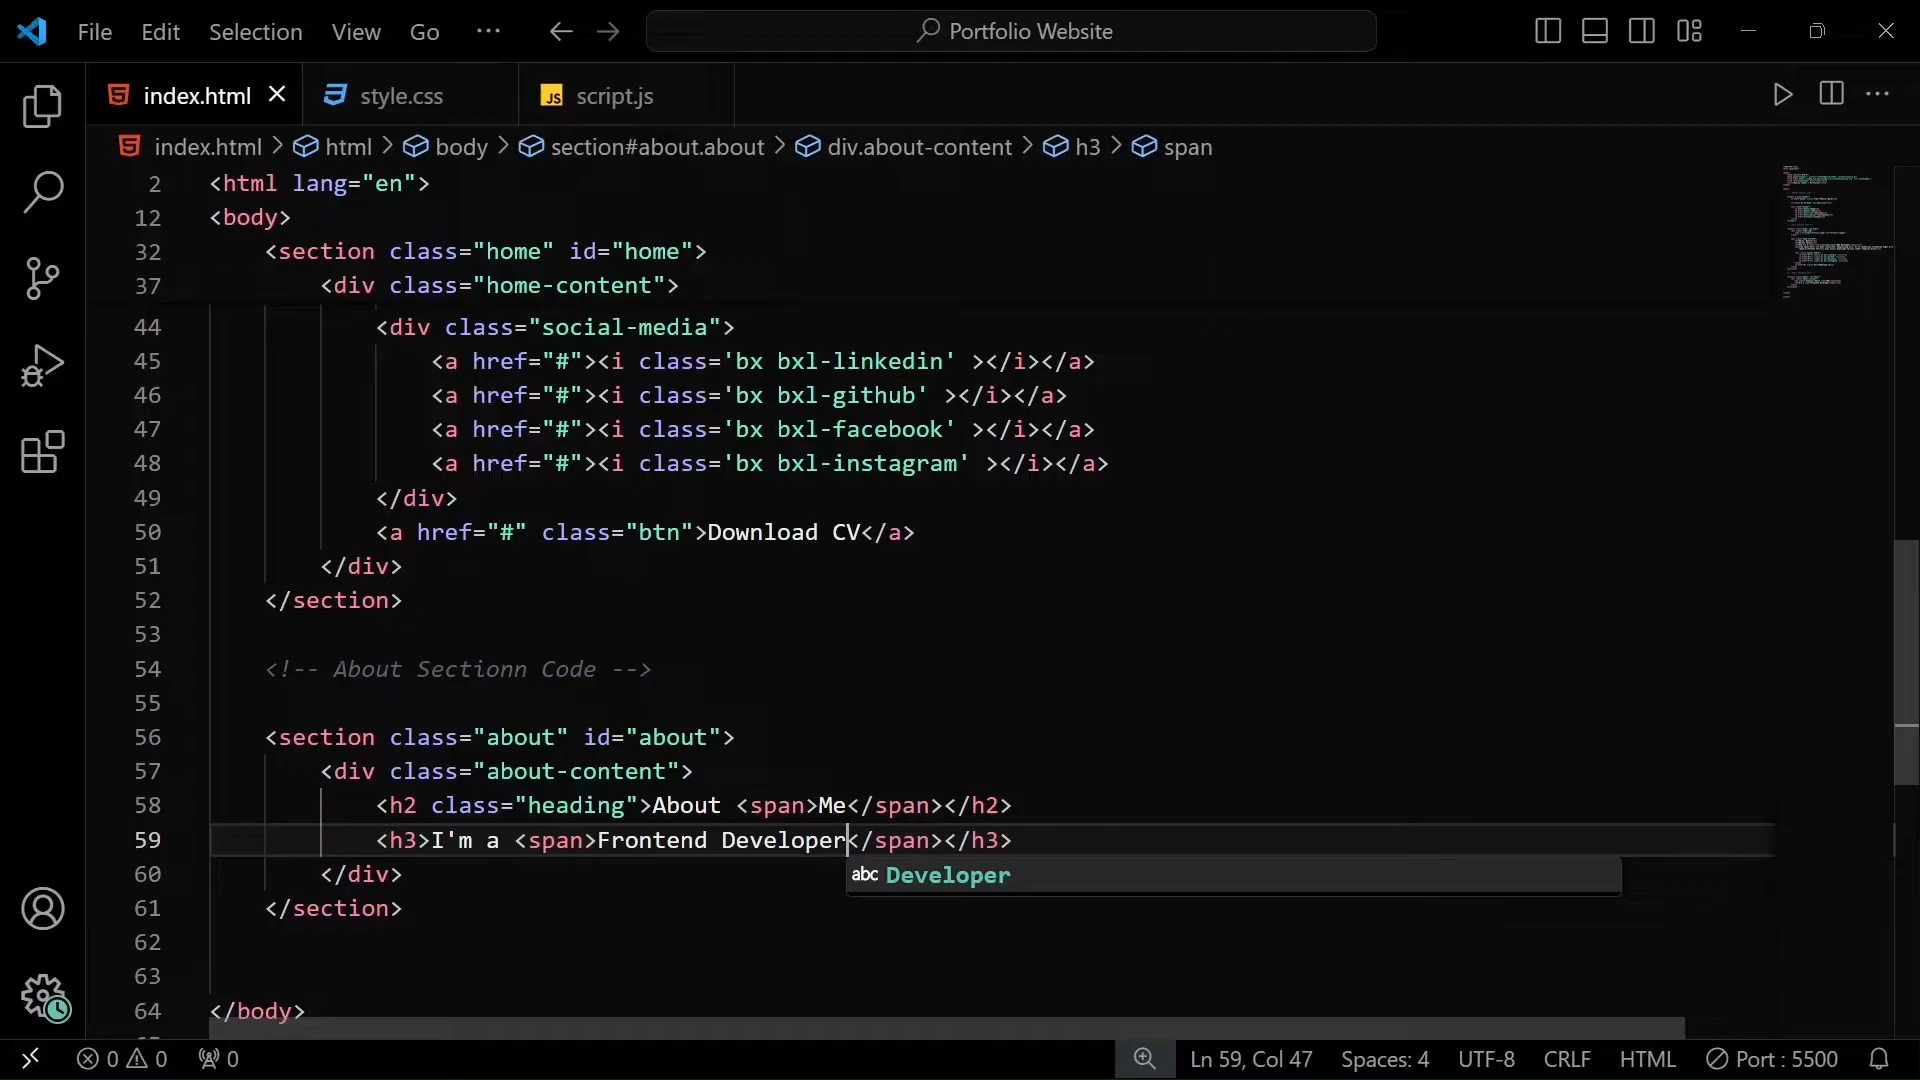 File Edit Selection View Go ··· Portfolio Website
index.html style.css JS script.js
index.html > html > body > section#about.about > div.about-content > h3 > span
2 <html lang="en">
12 <body>
32 <section class="home" id="home">
37 <div class="home-content">
44 <div class="social-media">
45 <a href="#"><i class='bx bxl-linkedin' ></i></a>
46 <a href="#"><i class='bx bxl-github' ></i></a>
47 <a href="#"><i class='bx bxl-facebook' ></i></a>
48 <a href="#"><i class='bx bxl-instagram' ></i></a>
49 </div>
50 <a href="#" class="btn">Download CV</a>
51 </div>
52 </section>
53
54 <!-- About Sectionn Code -->
55
56 <section class="about" id="about">
57 <div class="about-content">
58 <h2 class="heading">About <span>Me</span></h2>
59 <h3>I'm a <span>Frontend Developer</span></h3>
60 </div>
abc Developer
61 </section>
62
63
64 </body>
0 0 0 Ln 59, Col 47 Spaces: 4 UTF-8 CRLF HTML Port : 5500